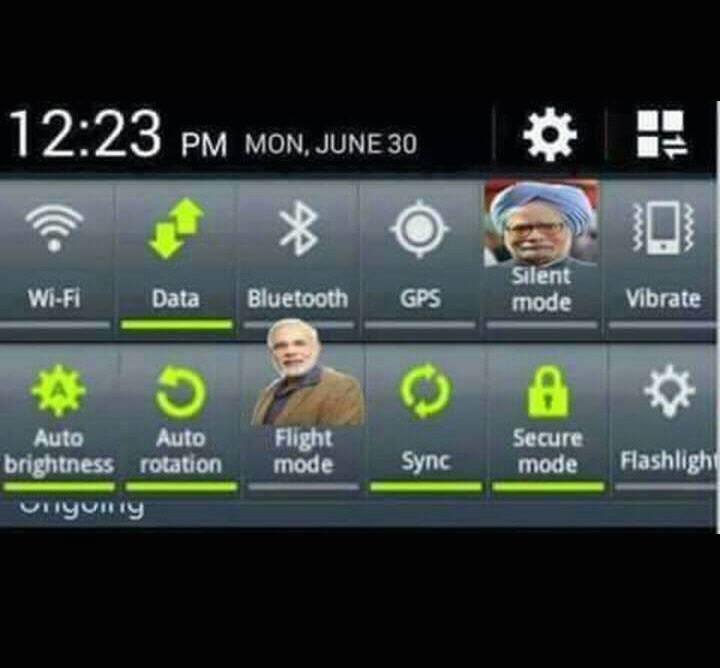 12:23 PM MON, JUNE 30
Wi-Fi Data Bluetooth GPS Silent mode Vibrate
Auto brightness Auto rotation Flight mode Sync Secure mode Flashligh
Ongoing